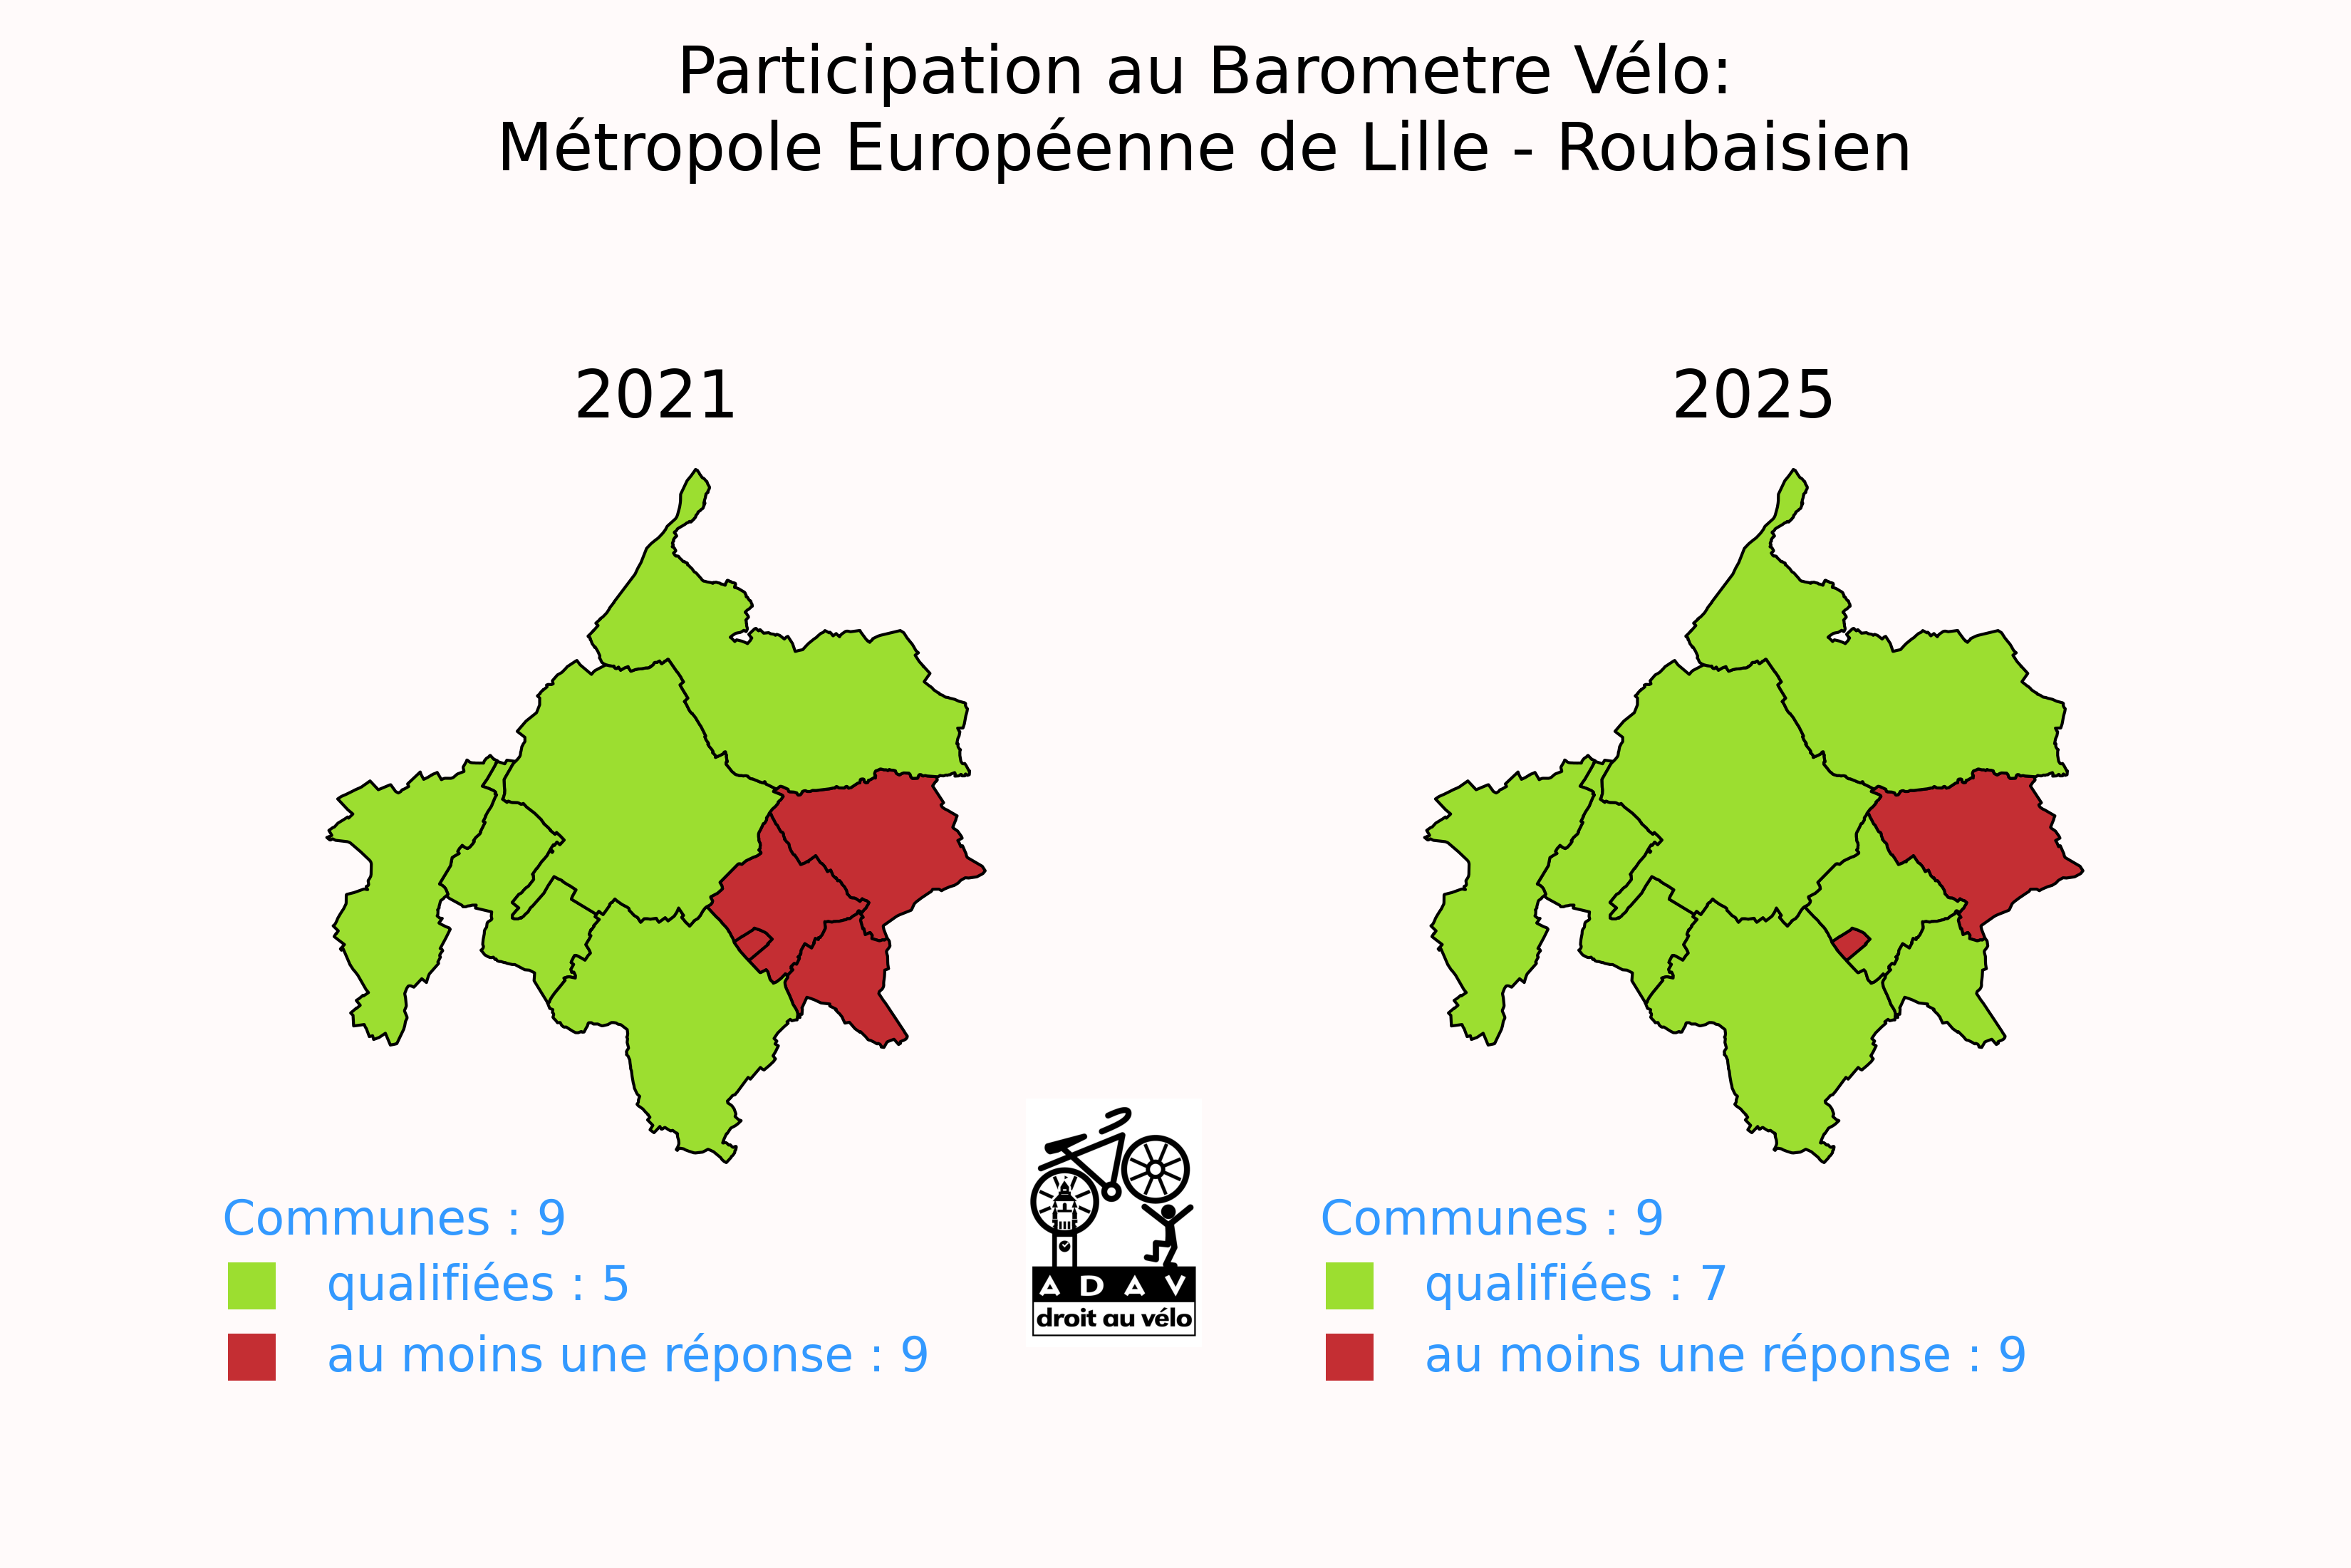 Participation au Barometre Vélo:
Métropole Européenne de Lille - Roubaisien
2021
2025
Communes : 9
qualifiées : 5
au moins une réponse : 9
ADAV
droit au vélo
Communes : 9
qualifiées : 7
au moins une réponse : 9